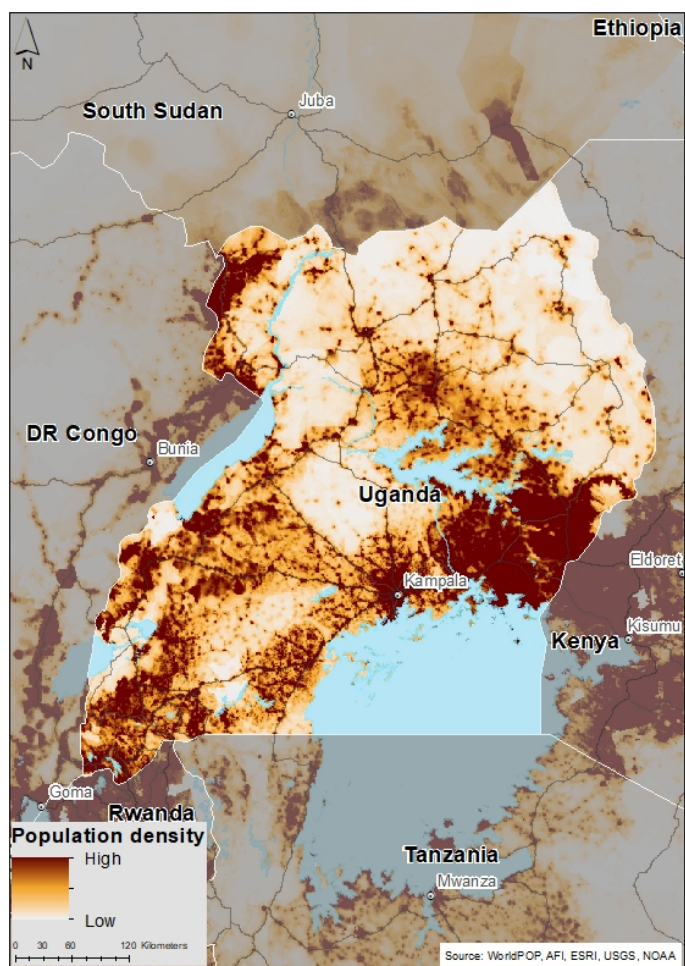 Ethiopia
N
South Sudan
Juba
DR Congo
Bunia
Uganda
Kampala
Eldoret
Kisumu
Kenya
Goma
Rwanda
Population density
High
Low
Tanzania
Mwanza
0 30 60 120 Kilometers
Source: WorldPOP, AFI, ESRI, USGS, NOAA